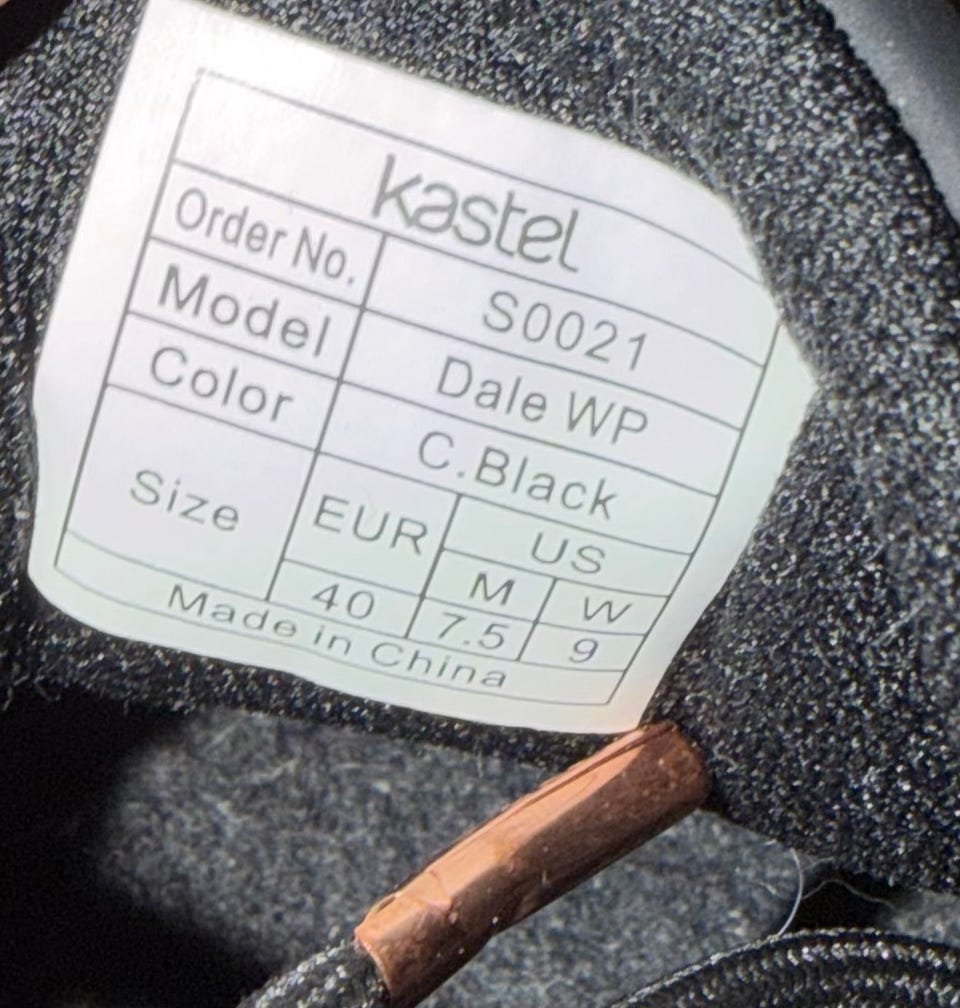 kastel
Order No. S0021
Model Dale WP
Color C.Black
Size EUR US
M W
40 7.5 9
Made in China